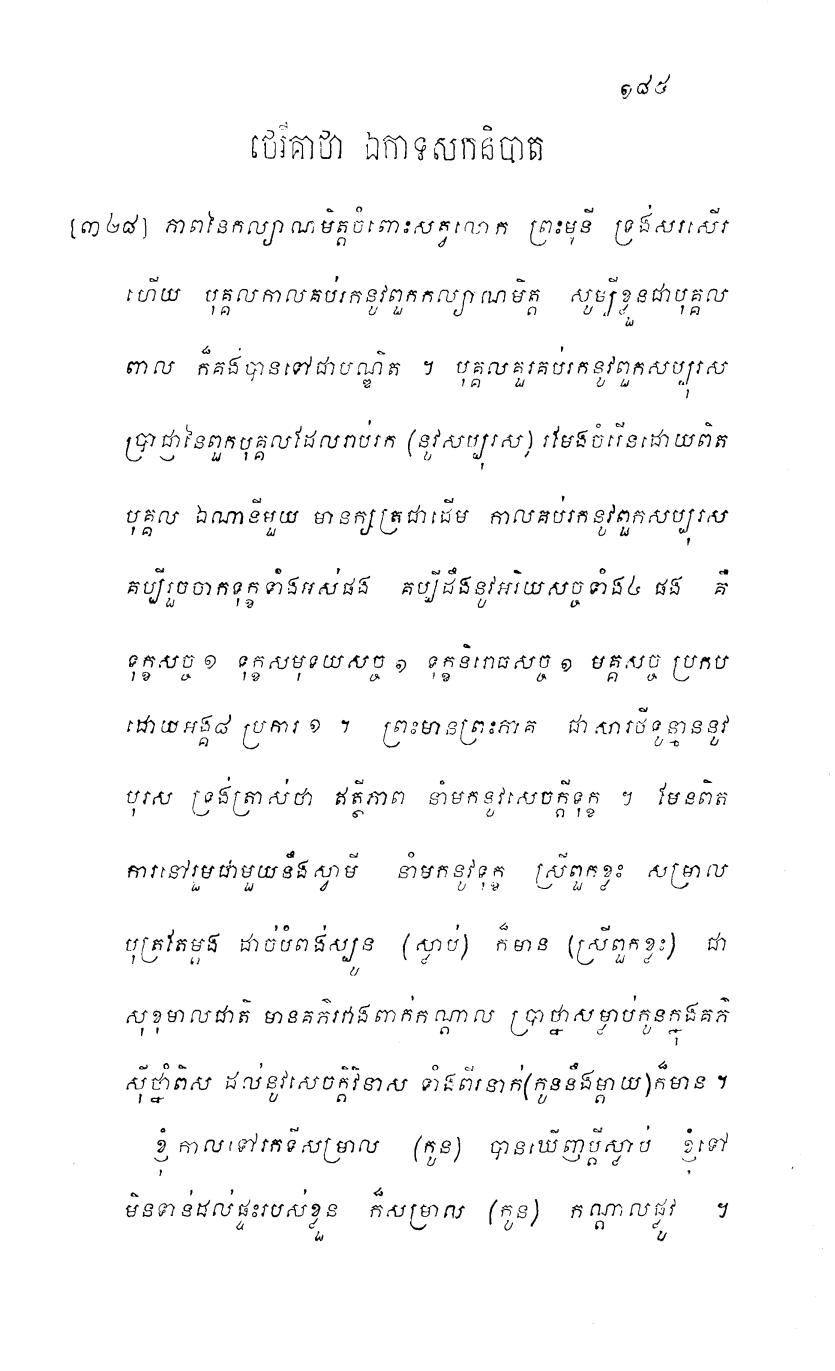 ១៨៥
ថេរីគាថា ឯកាទសកនិបាត
[៣៦៨] ភាពនៃកល្យាណមិត្តចំពោះសត្វលោក ព្រះមុនី ទ្រង់សរសើរ
ហើយ បុគ្គលកាលគប់រកនូវពួកកល្យាណមិត្ត សូម្បីខ្លួនជាបុគ្គល
ពាល ក៏គង់បានទៅជាបណ្ឌិត ។ បុគ្គលគួរគប់រកនូវពួកសប្បុរស
ប្រាជ្ញានៃពួកបុគ្គលដែលរាប់រក (នូវសប្បុរស) រមែងចំរើនដោយពិត
បុគ្គល ឯណានីមួយ មានក្សត្រជាដើម កាលគប់រកនូវពួកសប្បុរស
គប្បីរួចចាកទុក្ខទាំងអស់ផង គប្បីដឹងនូវអរិយសច្ចទាំង៤ ផង គឺ
ទុក្ខសច្ច ១ ទុក្ខសមុទយសច្ច ១ ទុក្ខនិរោធសច្ច ១ មគ្គសច្ច ប្រកប
ដោយអង្គ៨ ប្រការ ១ ។ ព្រះមានព្រះភាគ ជាសារថីទូន្មាននូវ
បុរស ទ្រង់ត្រាស់ថា ឥត្ថីភាព នាំមកនូវសេចក្តីទុក្ខ ។ មែនពិត
ការនៅរួមជាមួយនឹងស្វាមី នាំមកនូវទុក្ខ ស្រីពួកខ្លះ សម្រាល
បុត្រតែម្តង ដាច់បំពង់ស្បូន (ស្លាប់) ក៏មាន (ស្រីពួកខ្លះ) ជា
សុខុមាលជាតិ មានគភ៌រាំងពាក់កណ្តាល ប្រាថ្នាសម្លាប់កូនក្នុងគភ៌
ស៊ីថ្នាំពិស ដល់នូវសេចក្តីវិនាស ទាំងពីរនាក់(កូននឹងម្តាយ)ក៏មាន ។
ខ្ញុំ កាលទៅរកទីសម្រាល (កូន) បានឃើញប្តីស្លាប់ ខ្ញុំទៅ
មិនទាន់ដល់ផ្ទះរបស់ខ្លួន ក៏សម្រាល (កូន) កណ្តាលផ្លូវ ។